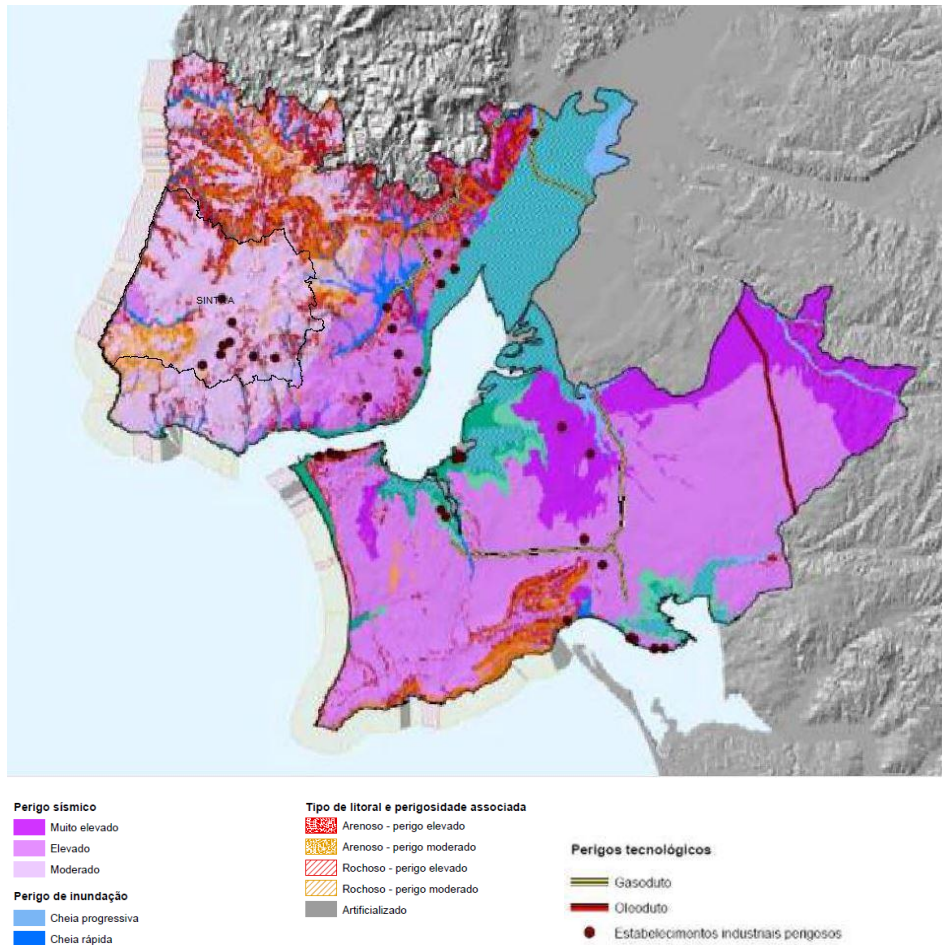 SINTRA
Perigo sísmico
Muito elevado
Elevado
Moderado
Perigo de inundação
Cheia progressiva
Cheia rápida
Tipo de litoral e perigosidade associada
Arenoso - perigo elevado
Arenoso - perigo moderado
Rochoso - perigo elevado
Rochoso - perigo moderado
Artificializado
Perigos tecnológicos
Gasoduto
Oleoduto
Estabelecimentos industriais perigosos